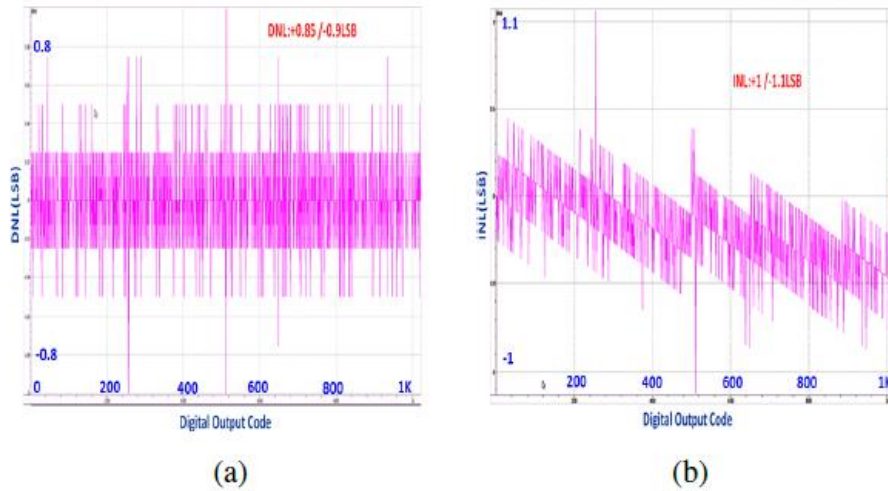 DNL:+0.85 /-0.9LSB
0.8
DNL(LSB)
-0.8
0 200 400 600 800 1K
Digital Output Code
(a)
1.1
INL:+1 /-1.1LSB
INL(LSB)
-1
200 400 600 800 1K
Digital Output Code
(b)